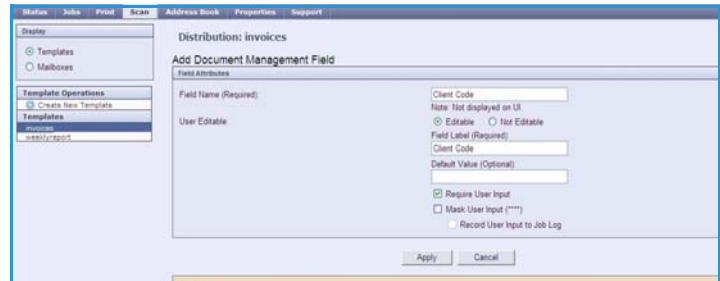 Status Jobs Print Scan Address Book Properties Support
Display
Templates
Mailboxes
Template Operations
Create New Template
Templates
invoices
weeklyreport
Distribution: invoices
Add Document Management Field
Field Attributes
Field Name (Required):
Client Code
Note: Not displayed on UI
User Editable:
Editable Not Editable
Field Label (Required)
Client Code
Default Value (Optional)
Require User Input
Mask User Input (****)
Record User Input to Job Log
Apply Cancel